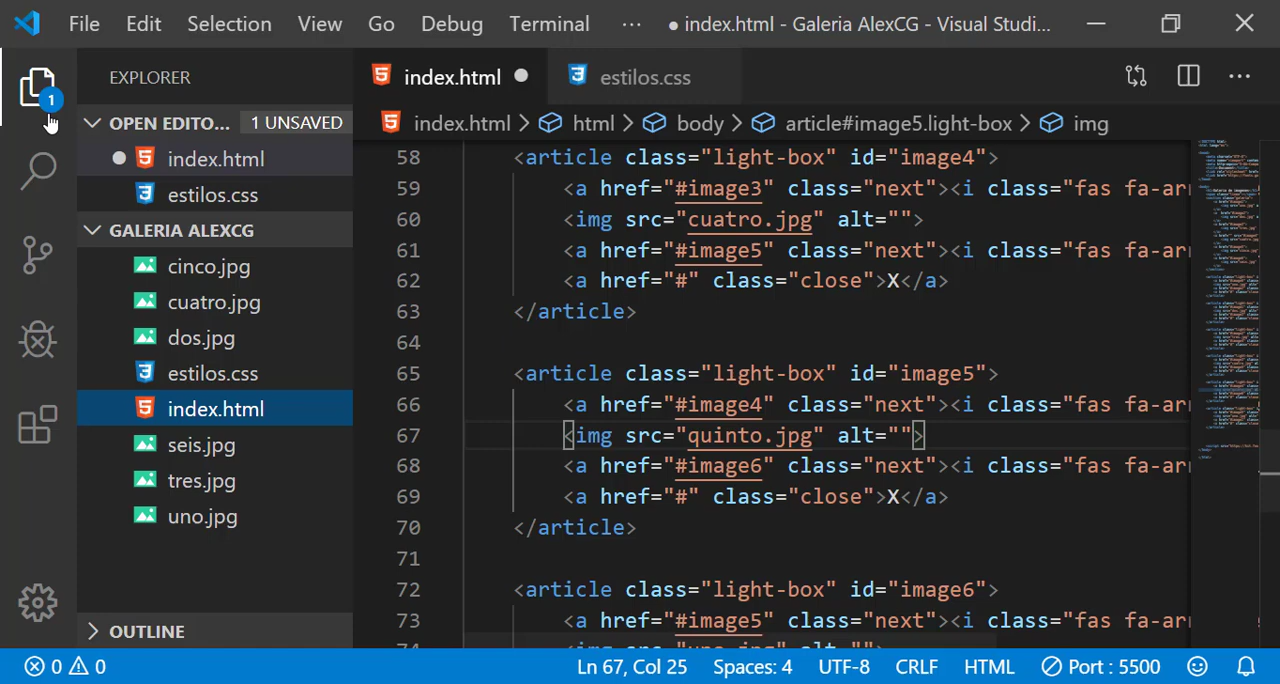 File Edit Selection View Go Debug Terminal ··· ● index.html - Galeria AlexCG - Visual Studi...
EXPLORER
1
OPEN EDITO... 1 UNSAVED
index.html
estilos.css
GALERIA ALEXCG
cinco.jpg
cuatro.jpg
dos.jpg
estilos.css
index.html
seis.jpg
tres.jpg
uno.jpg
OUTLINE
index.html ● estilos.css
index.html > html > body > article#image5.light-box > img
58 <article class="light-box" id="image4">
59 <a href="#image3" class="next"><i class="fas fa-arr
60 <img src="cuatro.jpg" alt="">
61 <a href="#image5" class="next"><i class="fas fa-arr
62 <a href="#" class="close">X</a>
63 </article>
64
65 <article class="light-box" id="image5">
66 <a href="#image4" class="next"><i class="fas fa-arr
67 <img src="quinto.jpg" alt="">
68 <a href="#image6" class="next"><i class="fas fa-arr
69 <a href="#" class="close">X</a>
70 </article>
71
72 <article class="light-box" id="image6">
73 <a href="#image5" class="next"><i class="fas fa-arr
0 0 Ln 67, Col 25 Spaces: 4 UTF-8 CRLF HTML Port : 5500